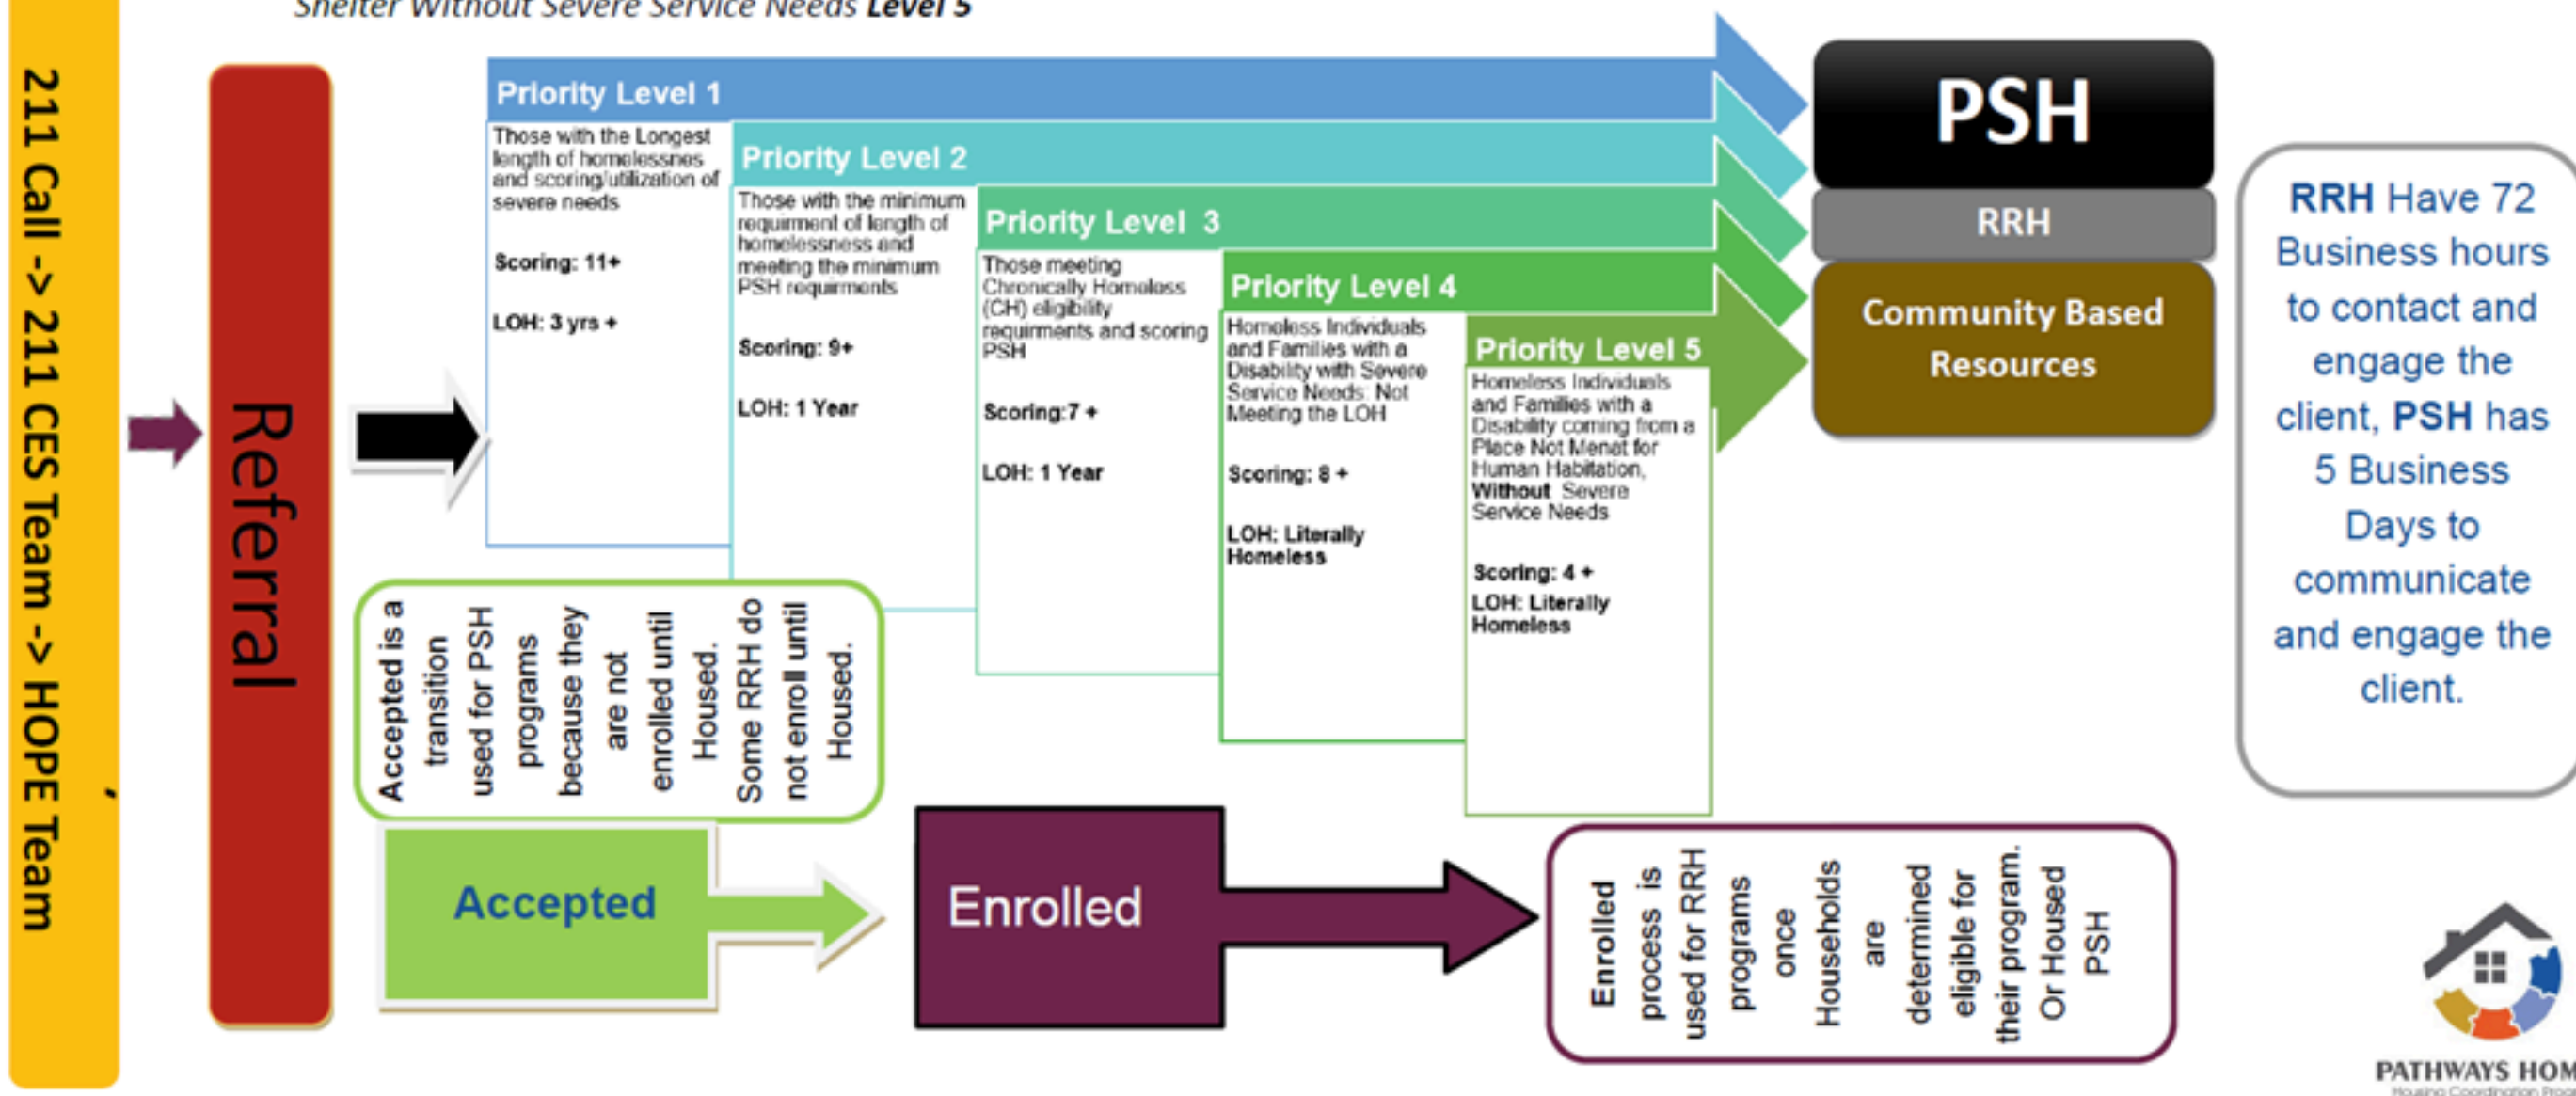 Shelter Without Severe Service Needs Level 5
211 Call -> 211 CES Team -> HOPE Team
,
Referral
Priority Level 1
Those with the Longest
length of homelessnes
and scoring/utilization of
severe needs
Scoring: 11+
LOH: 3 yrs +
Priority Level 2
Those with the minimum
requirment of length of
homelessness and
meeting the minimum
PSH requirments
Scoring: 9+
LOH: 1 Year
Priority Level 3
Those meeting
Chronically Homeless
(CH) eligibility
requirments and scoring
PSH
Scoring:7 +
LOH: 1 Year
Priority Level 4
Homeless Individuals
and Families with a
Disability with Severe
Service Needs: Not
Meeting the LOH
Scoring: 8 +
LOH: Literally
Homeless
Priority Level 5
Homeless Individuals
and Families with a
Disability coming from a
Place Not Menat for
Human Habitation,
Without Severe
Service Needs
Scoring: 4 +
LOH: Literally
Homeless
PSH
RRH
Community Based
Resources
RRH Have 72
Business hours
to contact and
engage the
client, PSH has
5 Business
Days to
communicate
and engage the
client.
Accepted is a
transition
used for PSH
programs
because they
are not
enrolled until
Housed.
Some RRH do
not enroll until
Housed.
Accepted
Enrolled
Enrolled
process is
used for RRH
programs
once
Households
are
determined
eligible for
their program.
Or Housed
PSH
PATHWAYS HOM
Housing Coordination Prog